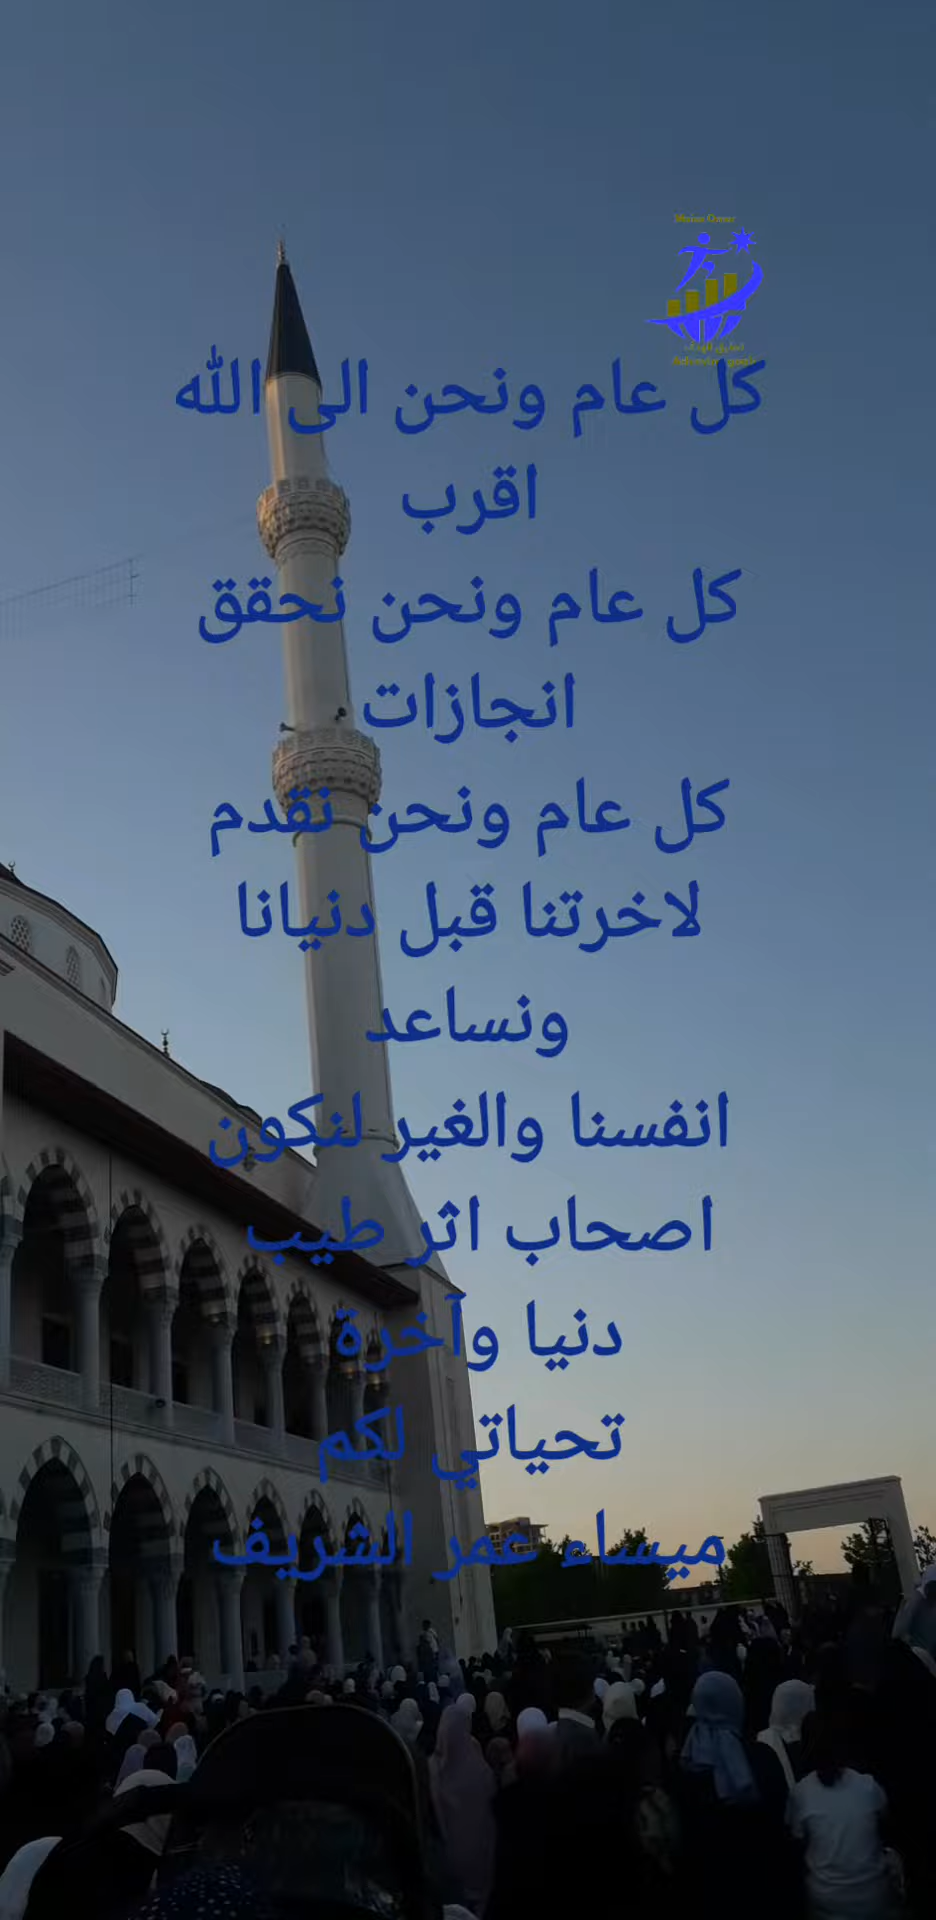 كل عام ونحن الى الله
اقرب
كل عام ونحن نحقق
انجازات
كل عام ونحن نقدم
لاخرتنا قبل دنيانا
ونساعد
انفسنا والغير لنكون
اصحاب اثر طيب
دنيا وآخرة
تحياتي لكم
ميساء عمر الشريف